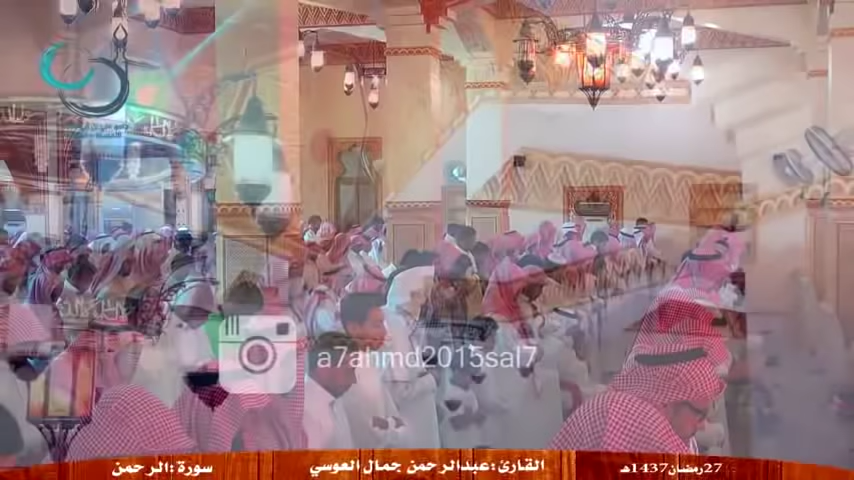 a7ahmd2015sal7
27رمضان1437هـ
القارئ:عبدالرحمن جمال العوسي
سورة:الرحمن